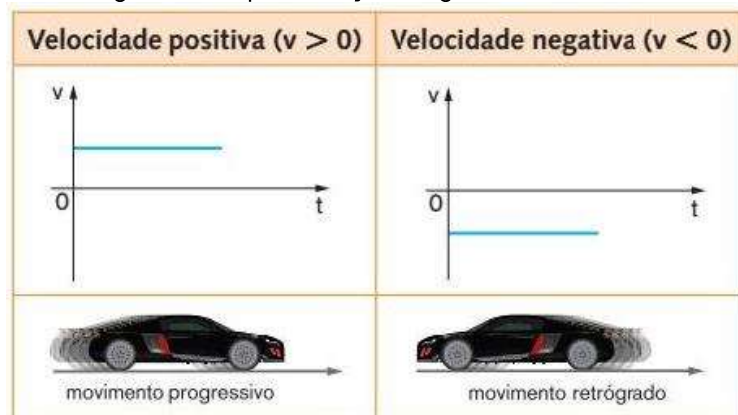 Velocidade positiva (v > 0)
Velocidade negativa (v < 0)
v
0
t
v
0
t
movimento progressivo
movimento retrógrado